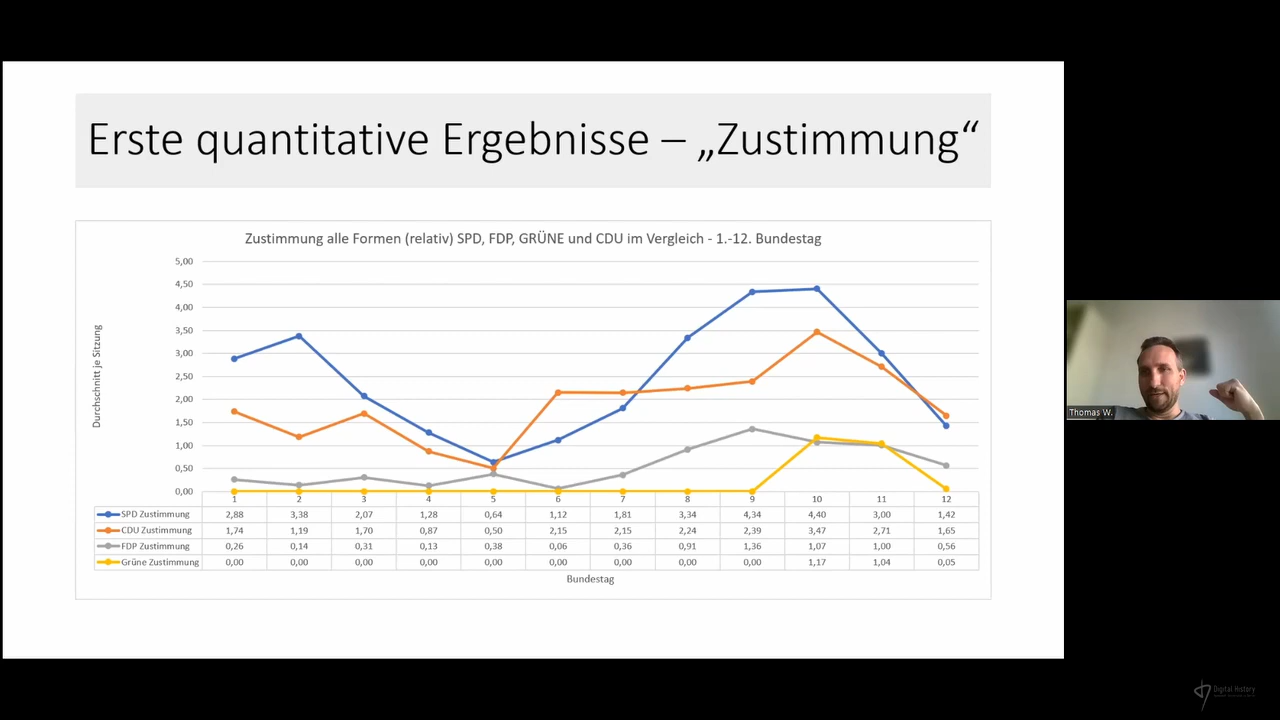 Erste quantitative Ergebnisse – „Zustimmung“
Zustimmung alle Formen (relativ) SPD, FDP, GRÜNE und CDU im Vergleich - 1.-12. Bundestag
Durchschnitt je Sitzung
5,00
4,50
4,00
3,50
3,00
2,50
2,00
1,50
1,00
0,50
0,00
1 2 3 4 5 6 7 8 9 10 11 12
SPD Zustimmung 2,88 3,38 2,07 1,28 0,64 1,12 1,81 3,34 4,34 4,40 3,00 1,42
CDU Zustimmung 1,74 1,19 1,70 0,87 0,50 2,15 2,15 2,24 2,39 3,47 2,71 1,65
FDP Zustimmung 0,26 0,14 0,31 0,13 0,38 0,06 0,36 0,91 1,36 1,07 1,00 0,56
Grüne Zustimmung 0,00 0,00 0,00 0,00 0,00 0,00 0,00 0,00 0,00 1,17 1,04 0,05
Bundestag
Thomas W.
Digital History